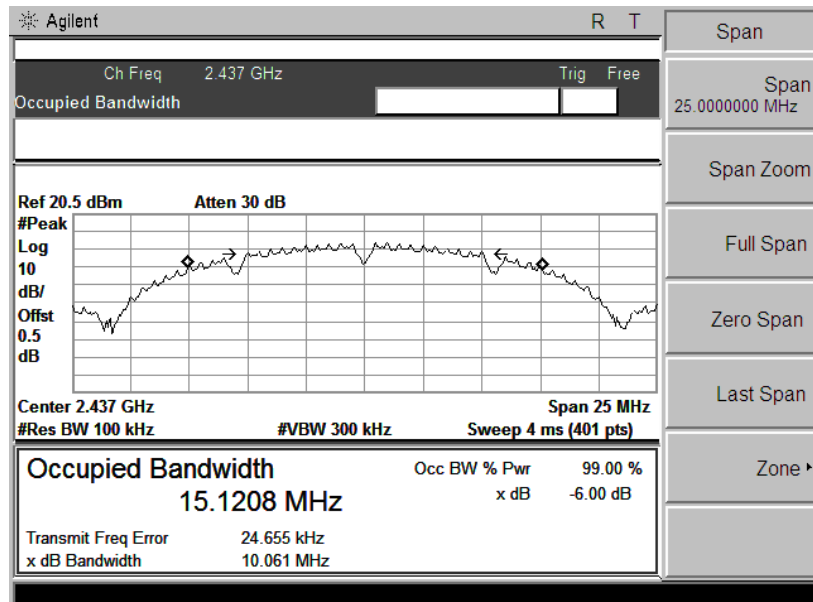 Agilent R T
Ch Freq 2.437 GHz Trig Free
Occupied Bandwidth
Ref 20.5 dBm Atten 30 dB
#Peak
Log
10
dB/
Offst
0.5
dB
Center 2.437 GHz Span 25 MHz
#Res BW 100 kHz #VBW 300 kHz Sweep 4 ms (401 pts)
Occupied Bandwidth Occ BW % Pwr 99.00 %
15.1208 MHz x dB -6.00 dB
Transmit Freq Error 24.655 kHz
x dB Bandwidth 10.061 MHz
Span
Span
25.0000000 MHz
Span Zoom
Full Span
Zero Span
Last Span
Zone